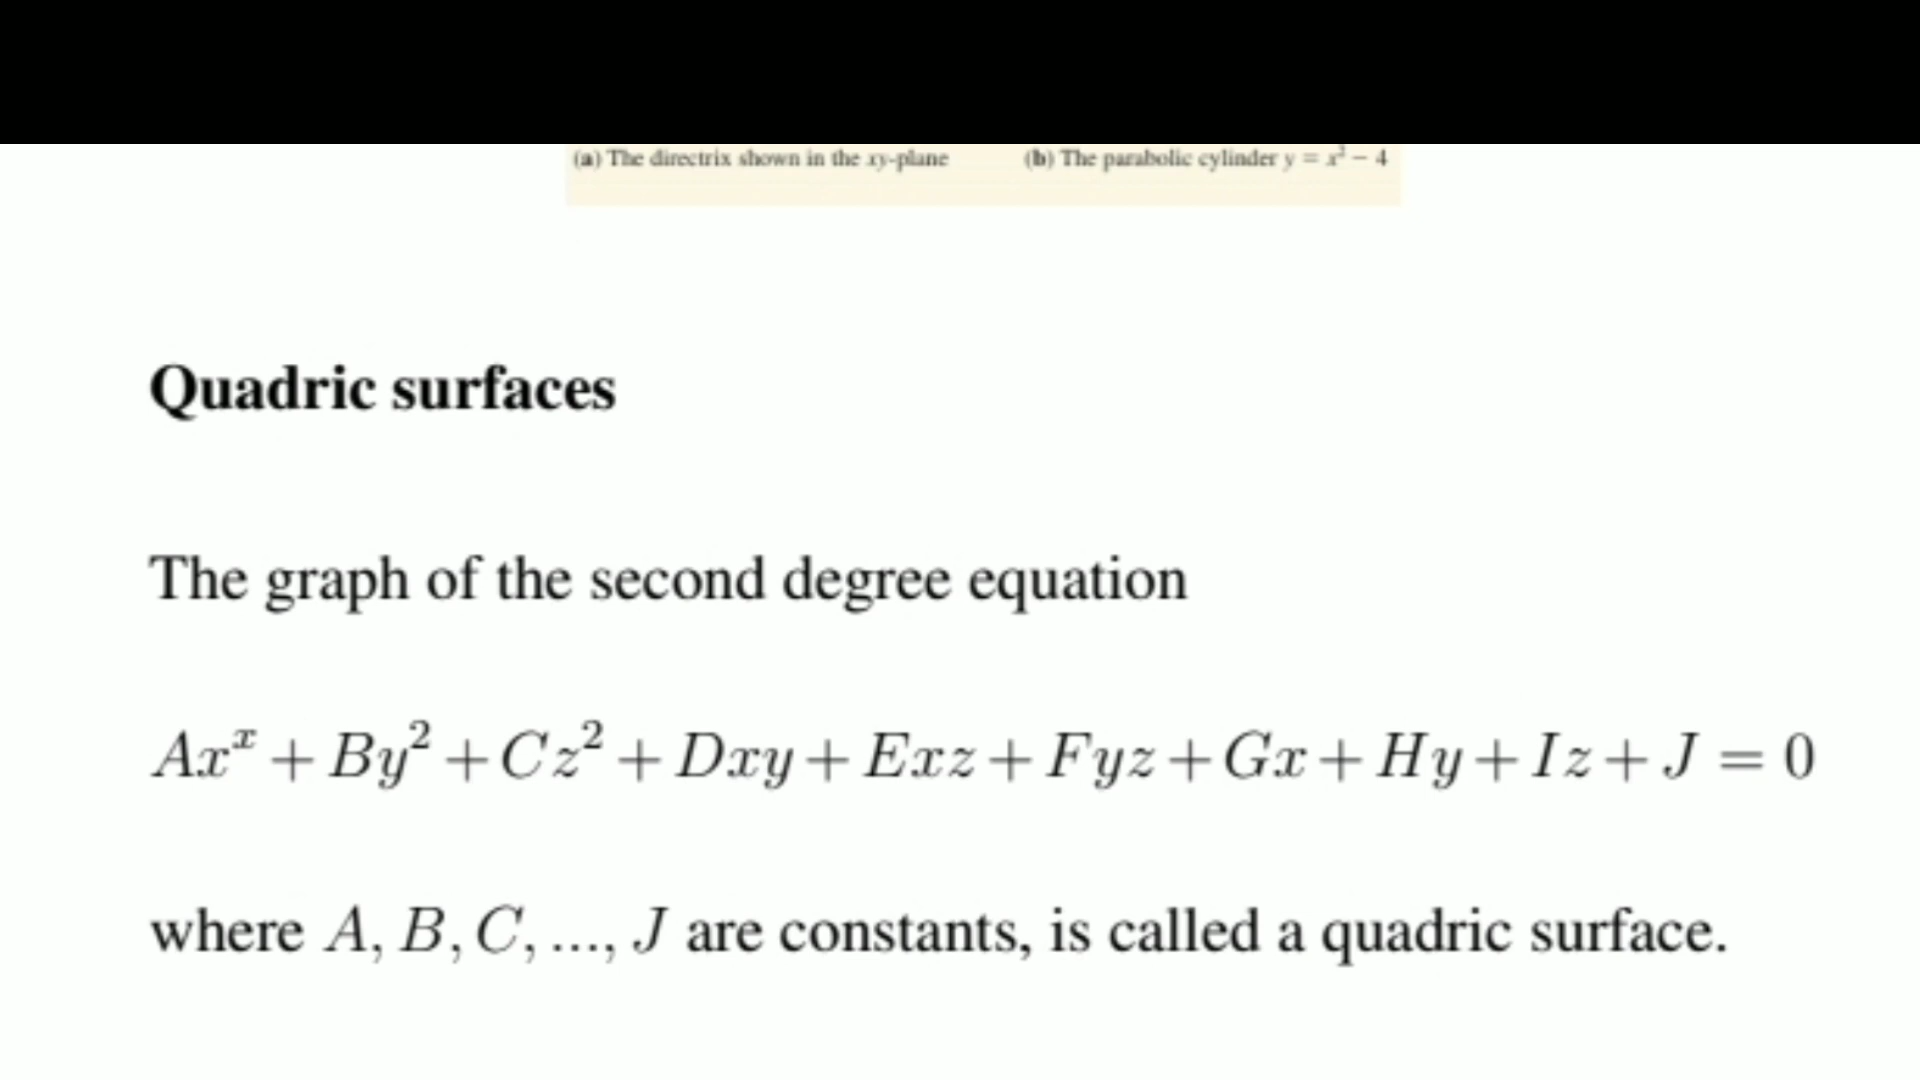 (a) The directrix shown in the xy-plane (b) The parabolic cylinder y = x² − 4
Quadric surfaces
The graph of the second degree equation
Axˣ + By² + Cz² + Dxy + Exz + Fyz + Gx + Hy + Iz + J = 0
where A, B, C, ..., J are constants, is called a quadric surface.